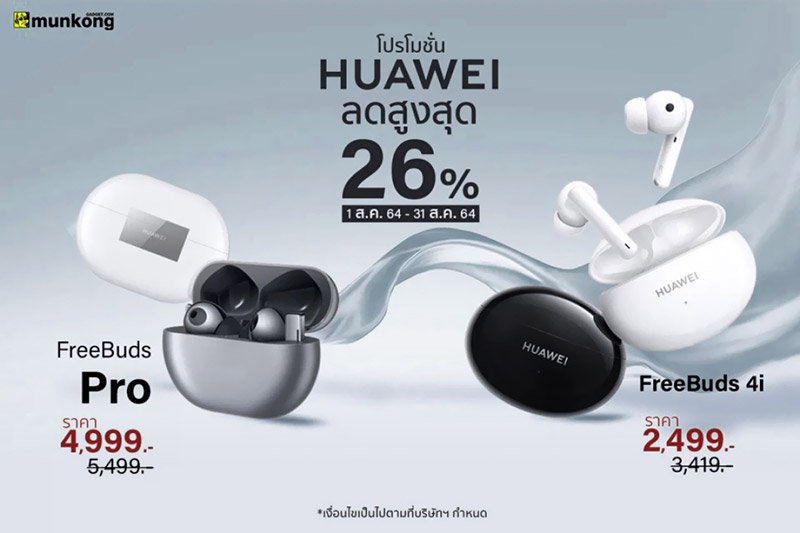 GADGET.COM
munkong
โปรโมชั่น
HUAWEI
ลดสูงสุด
26%
1 ส.ค. 64 - 31 ส.ค. 64
HUAWEI
HUAWEI
HUAWEI
FreeBuds
Pro
ราคา
4,999.-
5,499.-
FreeBuds 4i
ราคา
2,499.-
3,419.-
*เงื่อนไขเป็นไปตามที่บริษัทฯ กำหนด